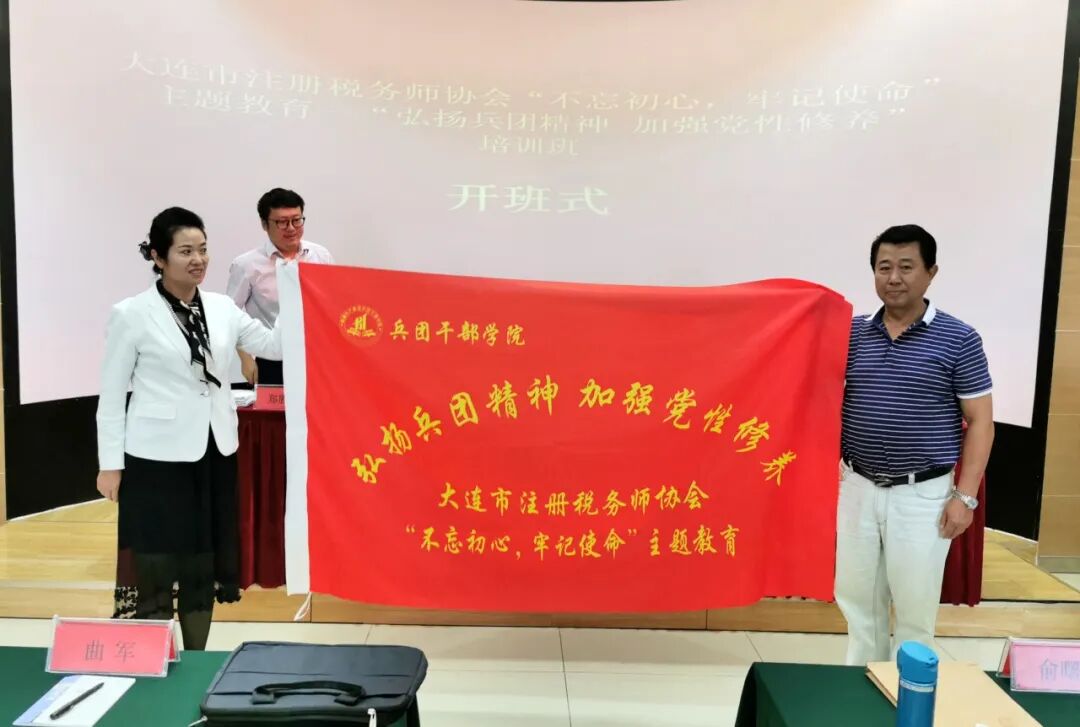 大连市注册税务师协会“不忘初心，牢记使命”
主题教育 “弘扬兵团精神 加强党性修养”
培训班
开班式
兵团干部学院
弘扬兵团精神 加强党性修养
大连市注册税务师协会
“不忘初心，牢记使命”主题教育
郑
曲军
俞曙